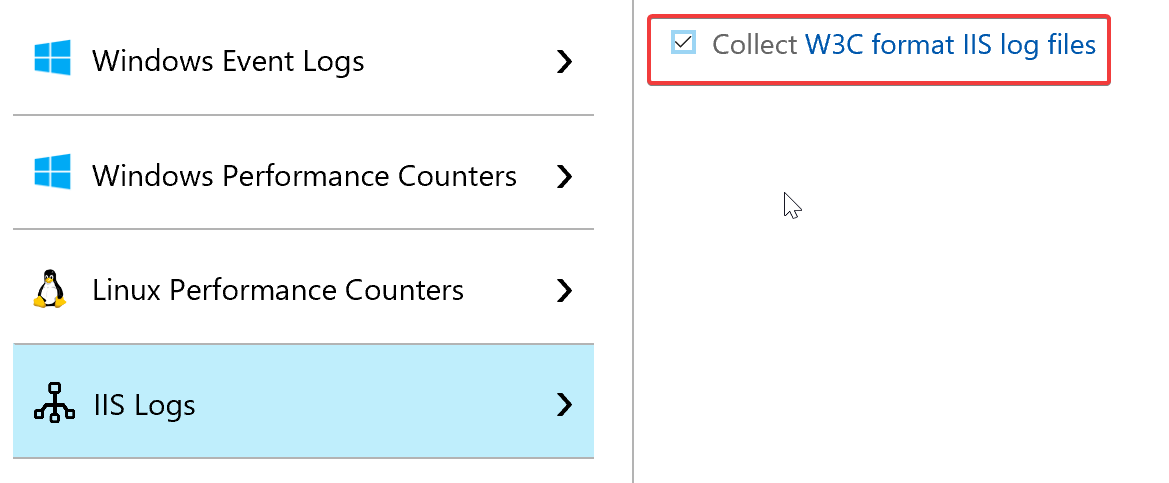 Windows Event Logs
Windows Performance Counters
Linux Performance Counters
IIS Logs
Collect W3C format IIS log files